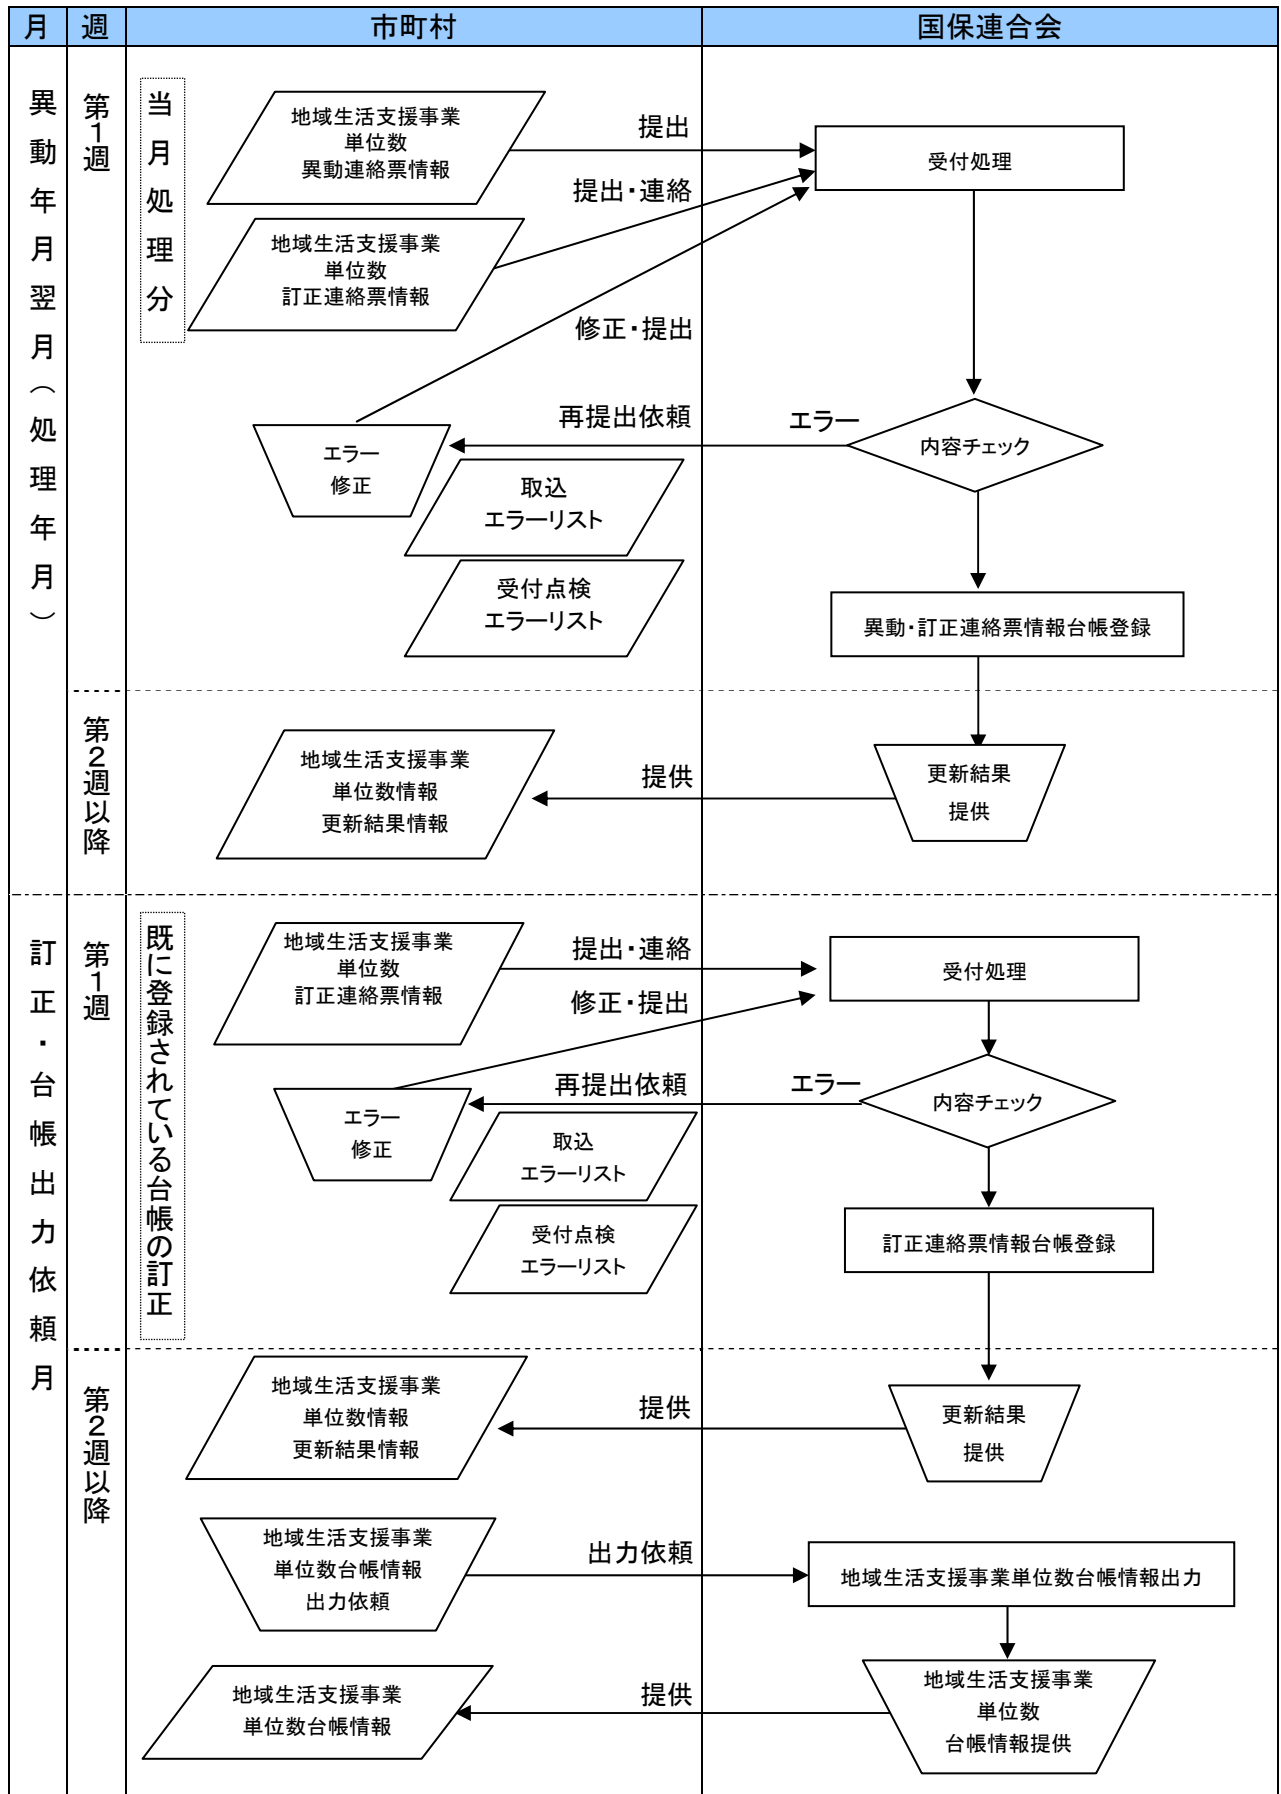 月
週
市町村
国保連合会
異動年月翌月（処理年月）
第1週
当月処理分
地域生活支援事業
単位数
異動連絡票情報
提出
受付処理
提出・連絡
地域生活支援事業
単位数
訂正連絡票情報
修正・提出
再提出依頼
エラー
内容チェック
エラー
修正
取込
エラーリスト
受付点検
エラーリスト
異動・訂正連絡票情報台帳登録
第2週以降
地域生活支援事業
単位数情報
更新結果情報
提供
更新結果
提供
訂正・台帳出力依頼月
第1週
既に登録されている台帳の訂正
地域生活支援事業
単位数
訂正連絡票情報
提出・連絡
受付処理
修正・提出
再提出依頼
エラー
内容チェック
エラー
修正
取込
エラーリスト
受付点検
エラーリスト
訂正連絡票情報台帳登録
第2週以降
地域生活支援事業
単位数情報
更新結果情報
提供
更新結果
提供
地域生活支援事業
単位数台帳情報
出力依頼
出力依頼
地域生活支援事業単位数台帳情報出力
地域生活支援事業
単位数台帳情報
提供
地域生活支援事業
単位数
台帳情報提供